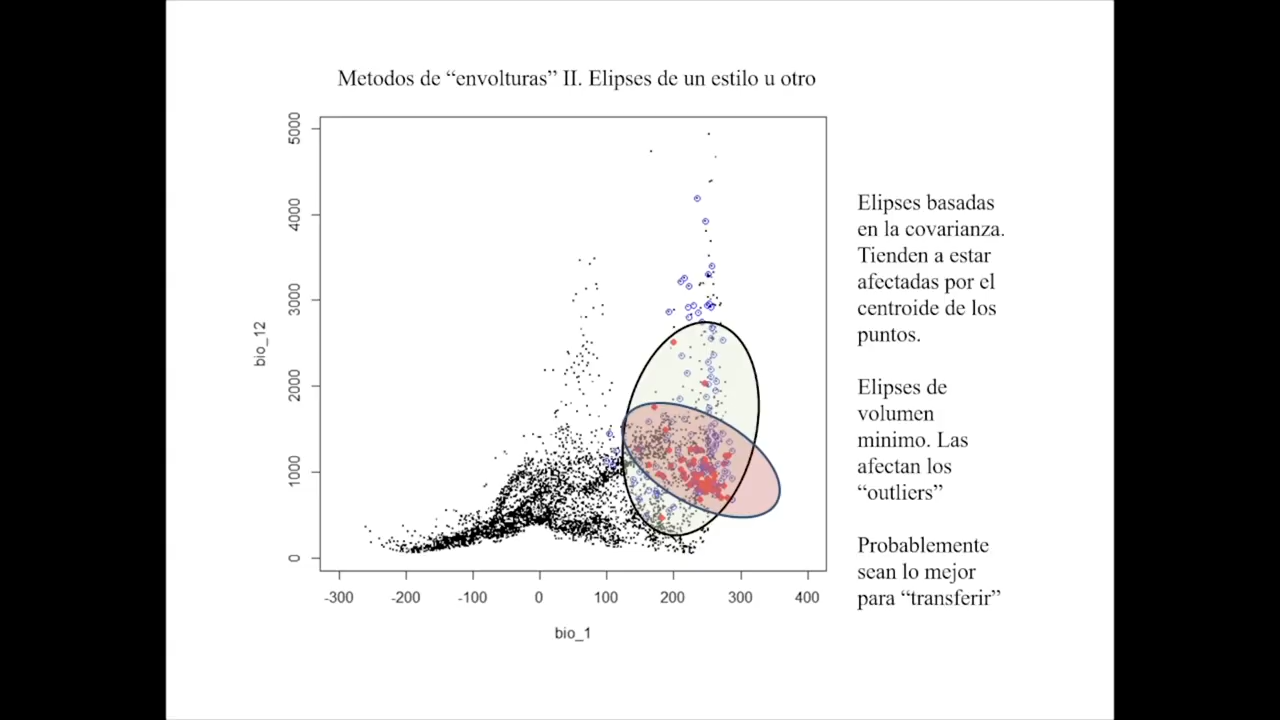 Metodos de “envolturas” II. Elipses de un estilo u otro
5000
4000
3000
2000
1000
0
bio_12
-300 -200 -100 0 100 200 300 400
bio_1
Elipses basadas
en la covarianza.
Tienden a estar
afectadas por el
centroide de los
puntos.
Elipses de
volumen
minimo. Las
afectan los
“outliers”
Probablemente
sean lo mejor
para “transferir”